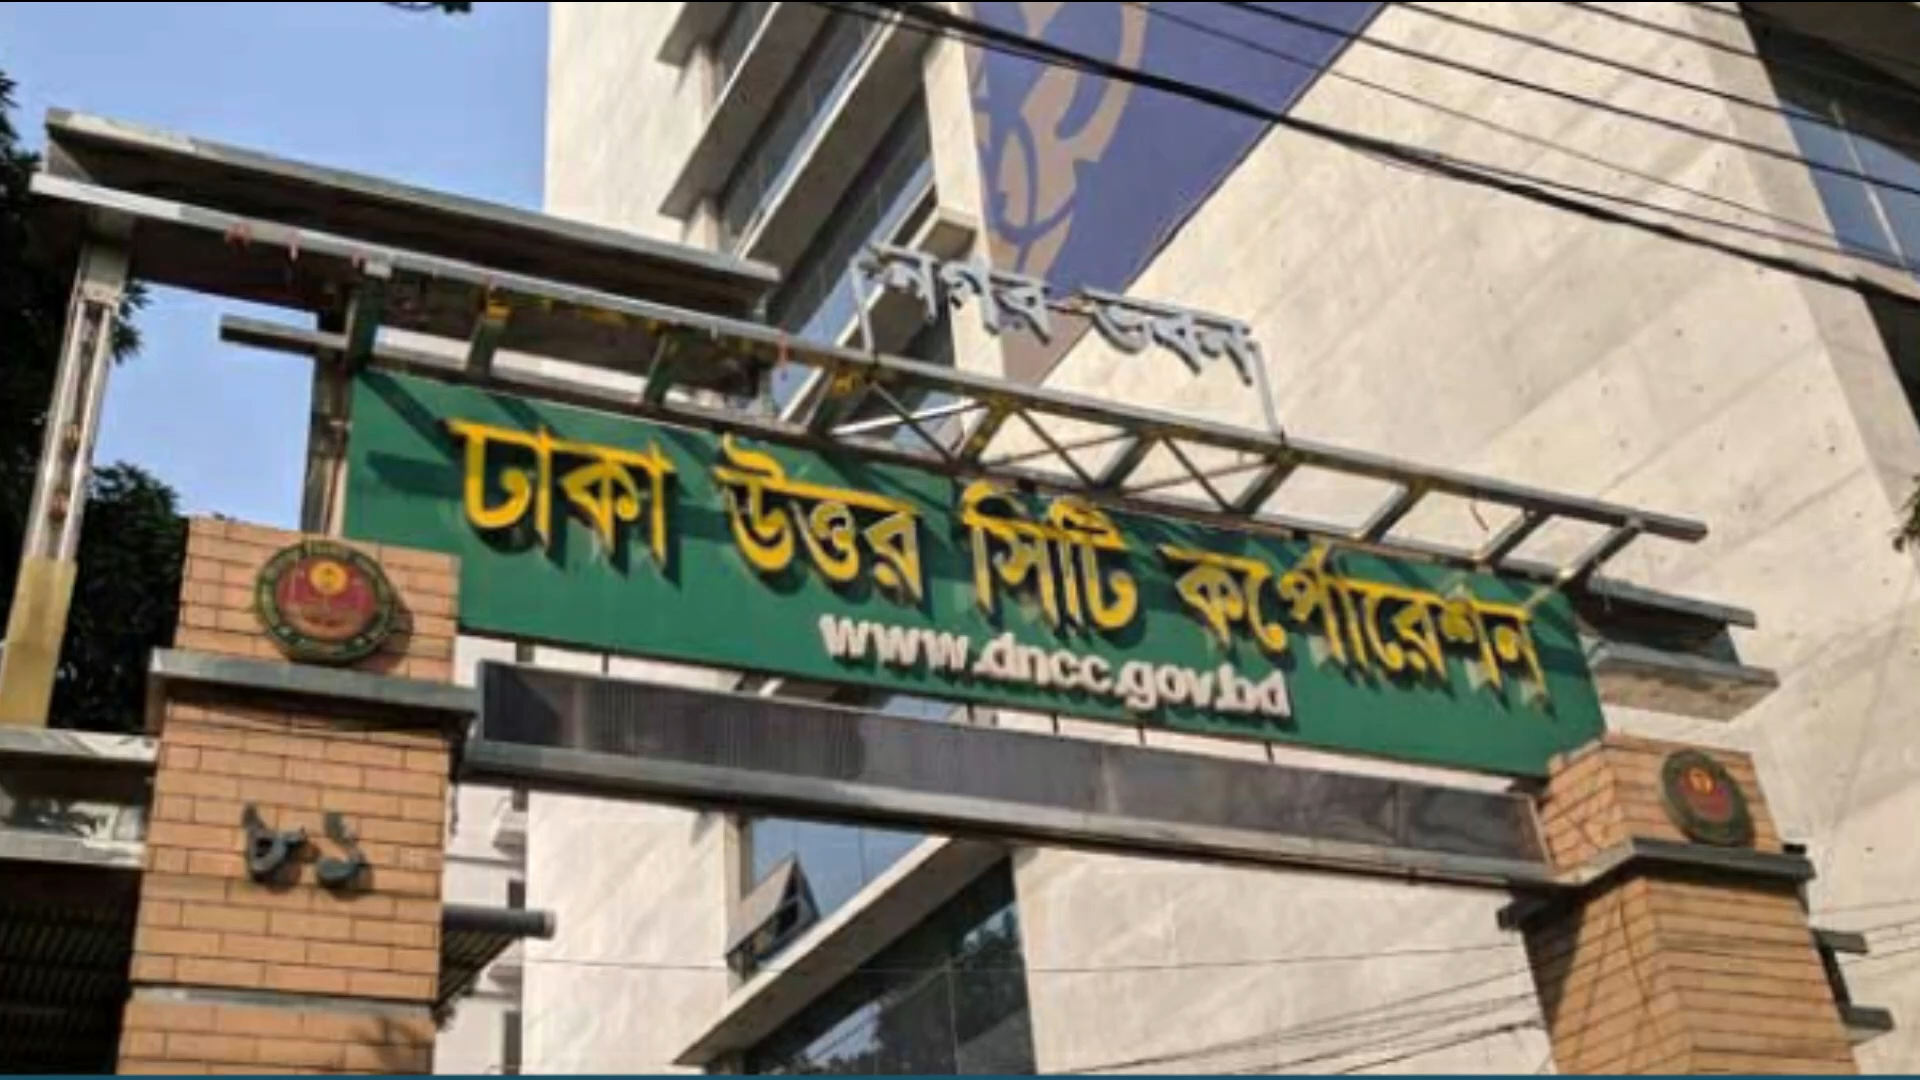 নগর ভবন
ঢাকা উত্তর সিটি কর্পোরেশন
www.dncc.gov.bd